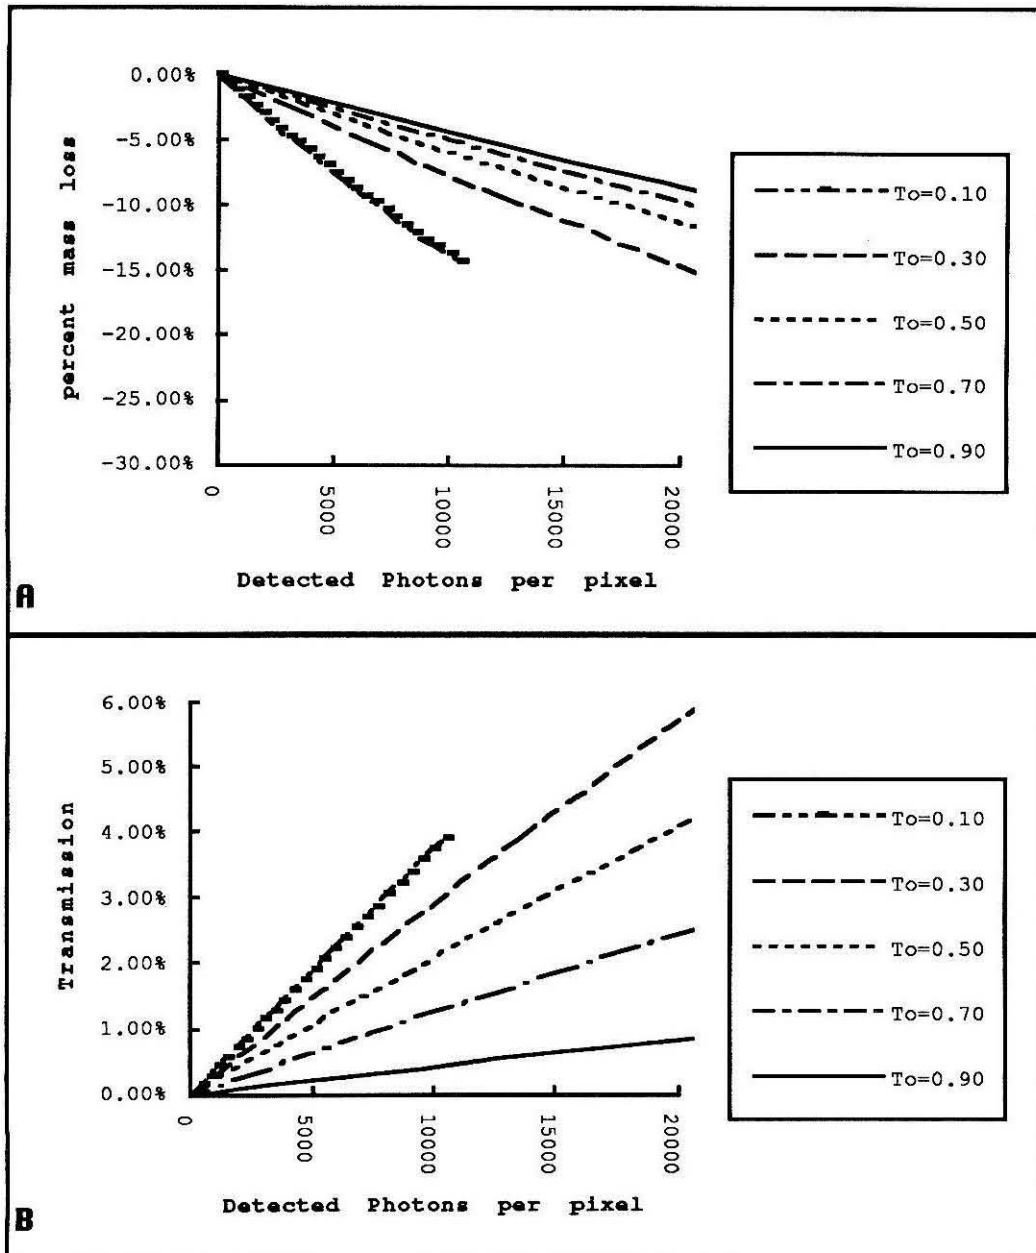 0.00%
-5.00%
-10.00%
-15.00%
-20.00%
-25.00%
-30.00%
percent mass loss
0
5000
10000
15000
20000
Detected Photons per pixel
To=0.10
To=0.30
To=0.50
To=0.70
To=0.90
A
6.00%
5.00%
4.00%
3.00%
2.00%
1.00%
0.00%
Transmission
0
5000
10000
15000
20000
Detected Photons per pixel
To=0.10
To=0.30
To=0.50
To=0.70
To=0.90
B